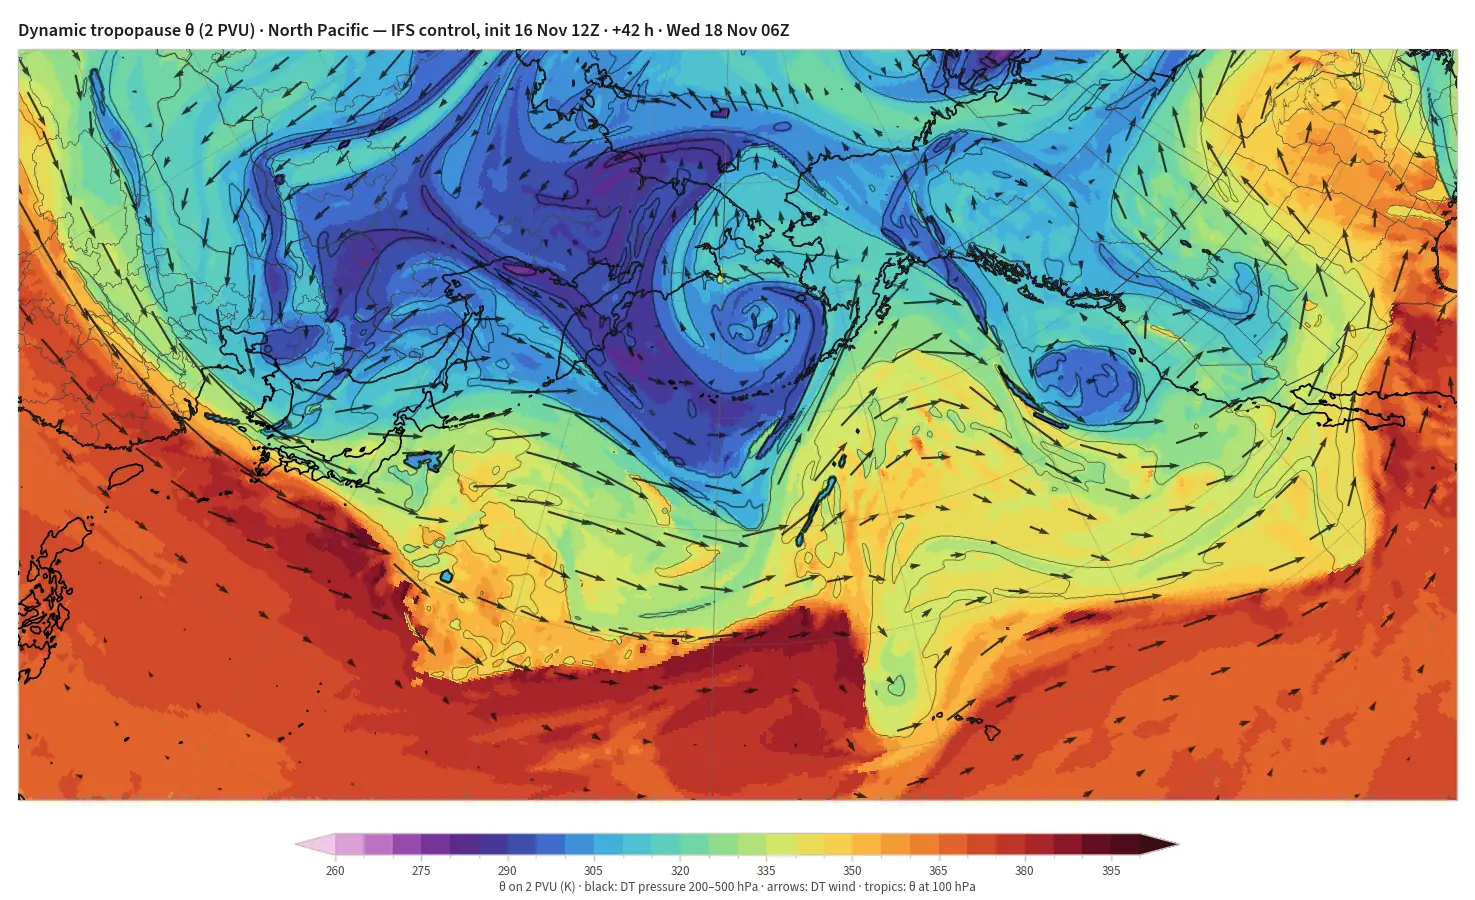 Dynamic tropopause θ (2 PVU) · North Pacific — IFS control, init 16 Nov 12Z · +42 h · Wed 18 Nov 06Z
260 275 290 305 320 335 350 365 380 395
θ on 2 PVU (K) · black: DT pressure 200–500 hPa · arrows: DT wind · tropics: θ at 100 hPa